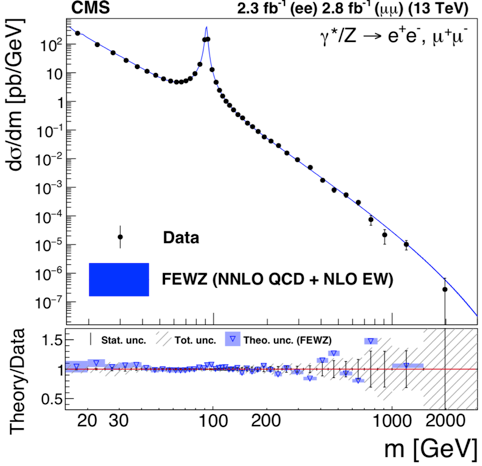 CMS 2.3 fb⁻¹ (ee) 2.8 fb⁻¹ (μμ) (13 TeV)
γ*/Z → e⁺e⁻, μ⁺μ⁻
dσ/dm [pb/GeV]
10³
10²
10
1
10⁻¹
10⁻²
10⁻³
10⁻⁴
10⁻⁵
10⁻⁶
10⁻⁷
Data
FEWZ (NNLO QCD + NLO EW)
Theory/Data
Stat. unc. Tot. unc. Theo. unc. (FEWZ)
1.5
1
0.5
20 30 100 200 1000 2000
m [GeV]